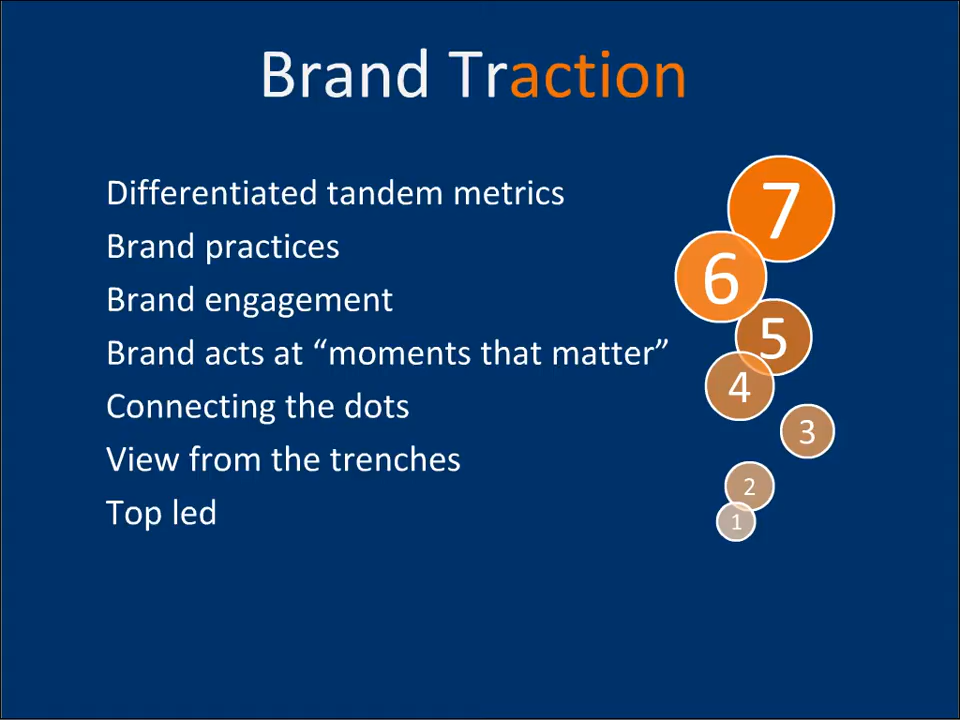 Brand Traction
Differentiated tandem metrics
7
Brand practices
6
Brand engagement
5
Brand acts at “moments that matter”
4
Connecting the dots
3
View from the trenches
2
Top led
1